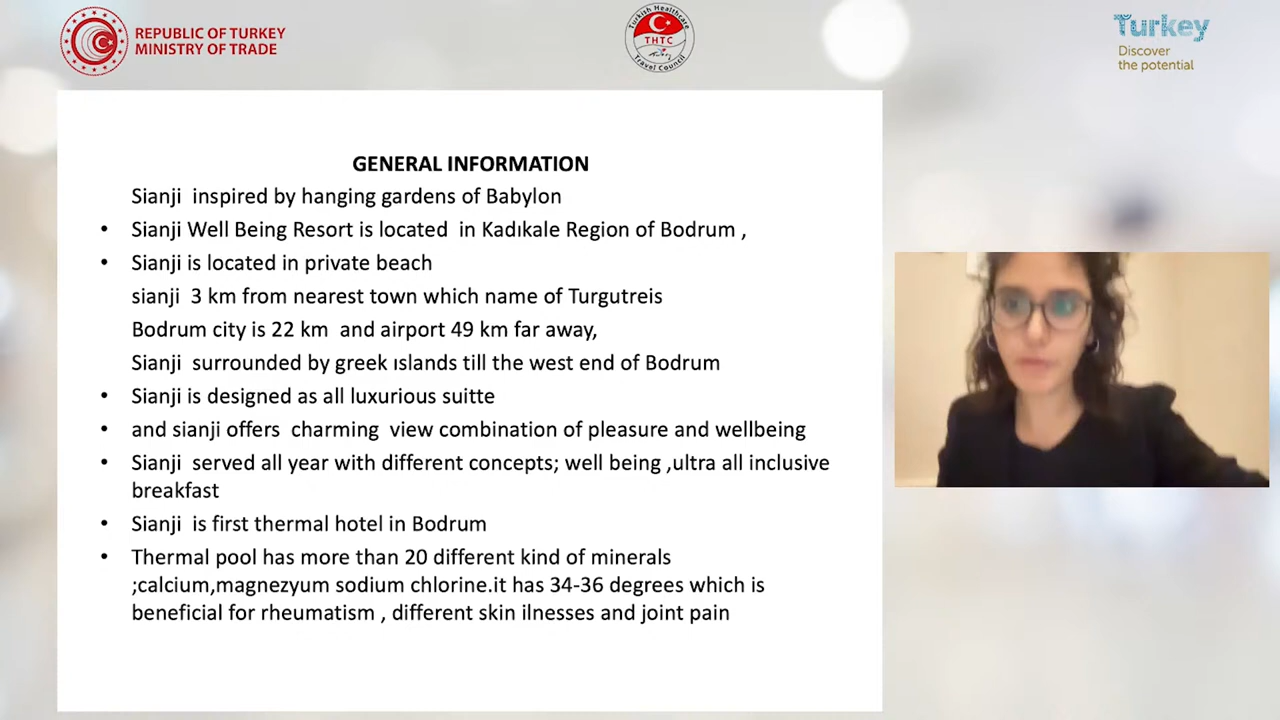 REPUBLIC OF TURKEY
MINISTRY OF TRADE
Turkish Healthcare
THTC
Travel Council
Turkey
Discover
the potential
GENERAL INFORMATION
Sianji inspired by hanging gardens of Babylon
• Sianji Well Being Resort is located in Kadıkale Region of Bodrum ,
• Sianji is located in private beach
sianji 3 km from nearest town which name of Turgutreis
Bodrum city is 22 km and airport 49 km far away,
Sianji surrounded by greek ıslands till the west end of Bodrum
• Sianji is designed as all luxurious suitte
• and sianji offers charming view combination of pleasure and wellbeing
• Sianji served all year with different concepts; well being ,ultra all inclusive
breakfast
• Sianji is first thermal hotel in Bodrum
• Thermal pool has more than 20 different kind of minerals
;calcium,magnezyum sodium chlorine.it has 34-36 degrees which is
beneficial for rheumatism , different skin ilnesses and joint pain